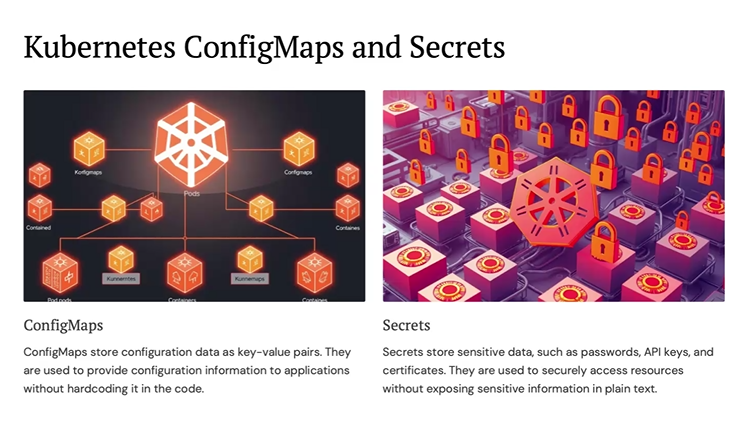 Kubernetes ConfigMaps and Secrets
Konfigmaps
Configmaps
Pods
Contained
Containes
Kunnemaps
Pod pods
Containers
Containes
ConfigMaps
ConfigMaps store configuration data as key-value pairs. They
are used to provide configuration information to applications
without hardcoding it in the code.
Secrets
Secrets store sensitive data, such as passwords, API keys, and
certificates. They are used to securely access resources
without exposing sensitive information in plain text.